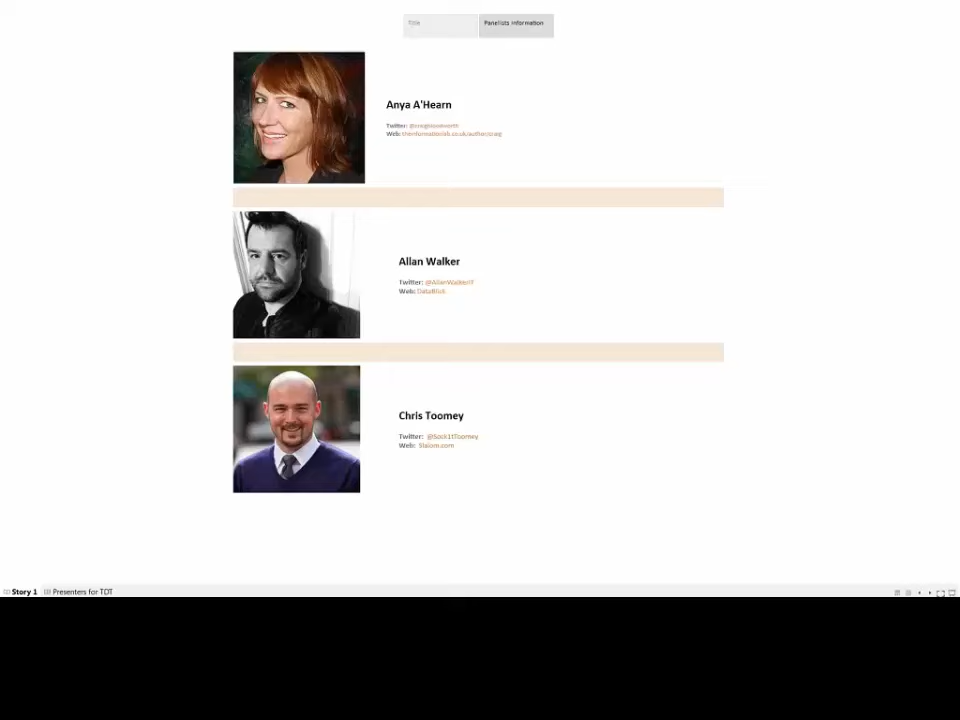 Title
Panelists Information
Anya A'Hearn
Twitter:
Web:
Allan Walker
Twitter: @AllanWalkerIT
Web: DataBlick
Chris Toomey
Twitter: @Sock1tToomey
Web: Slalom.com
Story 1
Presenters for TDT